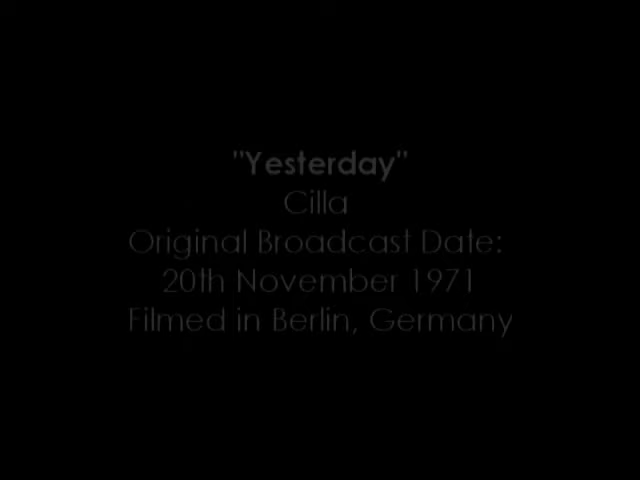 "Yesterday"
Cilla
Original Broadcast Date:
20th November 1971
Filmed in Berlin, Germany